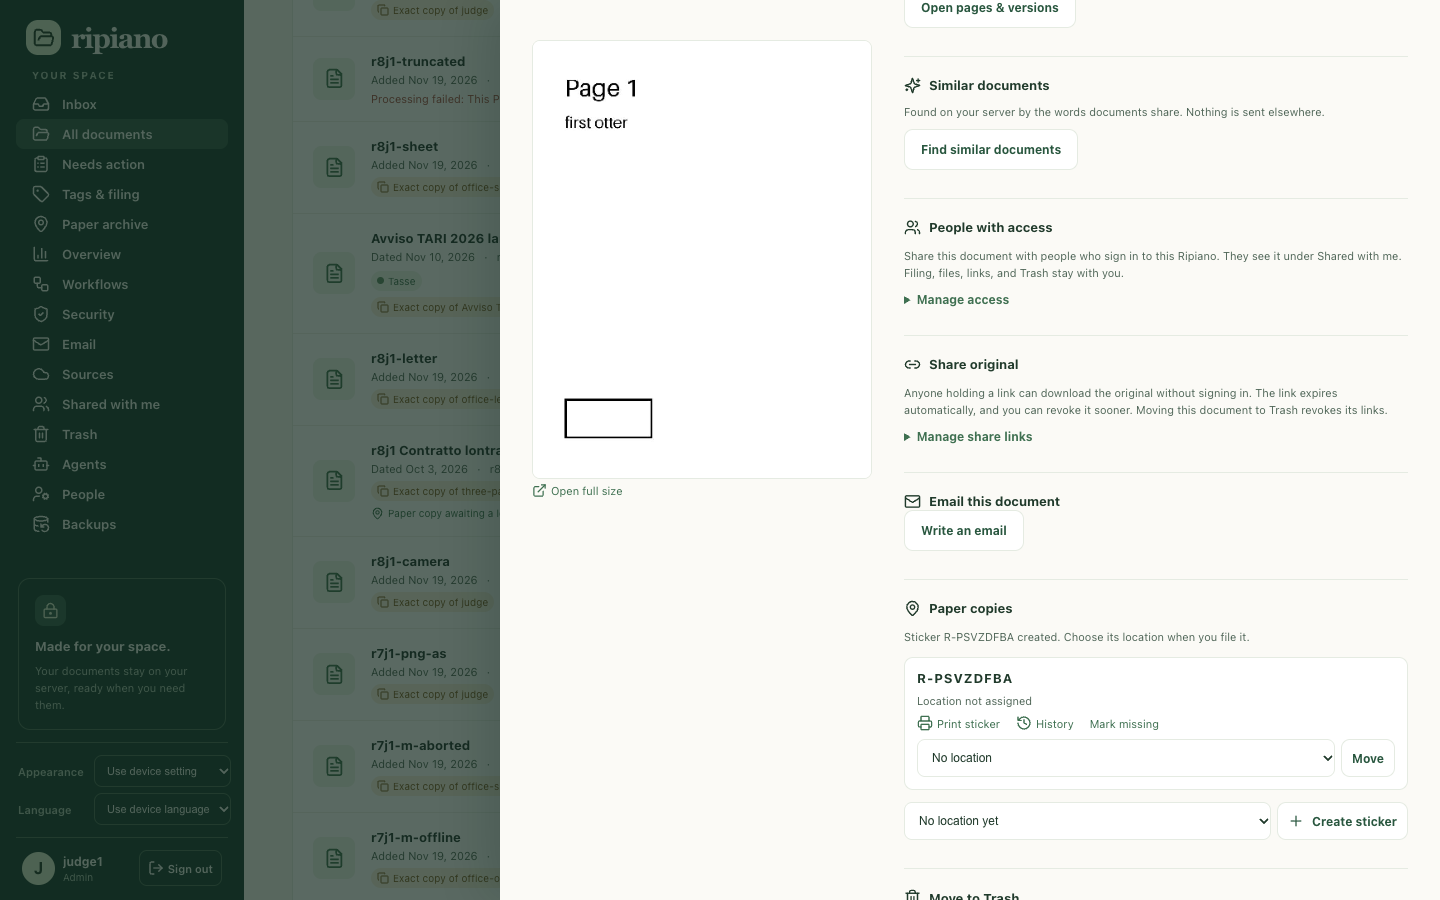 ripiano
YOUR SPACE
Inbox
All documents
Needs action
Tags & filing
Paper archive
Overview
Workflows
Security
Email
Sources
Shared with me
Trash
Agents
People
Backups
Made for your space.
Your documents stay on your
server, ready when you need
them.
Appearance
Use device setting
Language
Use device language
J
judge1
Admin
Sign out
Exact copy of judge
r8j1-truncated
Added Nov 19, 2026 ·
Processing failed: This P
r8j1-sheet
Added Nov 19, 2026 ·
Exact copy of office-s
Avviso TARI 2026 la
Dated Nov 10, 2026 ·
Tasse
Exact copy of Avviso T
r8j1-letter
Added Nov 19, 2026 ·
Exact copy of office-le
r8j1 Contratto lontra
Dated Oct 3, 2026 · r8
Exact copy of three-pa
Paper copy awaiting a l
r8j1-camera
Added Nov 19, 2026 ·
Exact copy of judge
r7j1-png-as
Added Nov 19, 2026 ·
Exact copy of judge
r7j1-m-aborted
Added Nov 19, 2026 ·
Exact copy of office-s
r7j1-m-offline
Added Nov 19, 2026 ·
Exact copy of office-o
Page 1
first otter
Open full size
Open pages & versions
Similar documents
Found on your server by the words documents share. Nothing is sent elsewhere.
Find similar documents
People with access
Share this document with people who sign in to this Ripiano. They see it under Shared with me.
Filing, files, links, and Trash stay with you.
Manage access
Share original
Anyone holding a link can download the original without signing in. The link expires
automatically, and you can revoke it sooner. Moving this document to Trash revokes its links.
Manage share links
Email this document
Write an email
Paper copies
Sticker R-PSVZDFBA created. Choose its location when you file it.
R-PSVZDFBA
Location not assigned
Print sticker
History
Mark missing
No location
Move
No location yet
Create sticker
Move to Trash